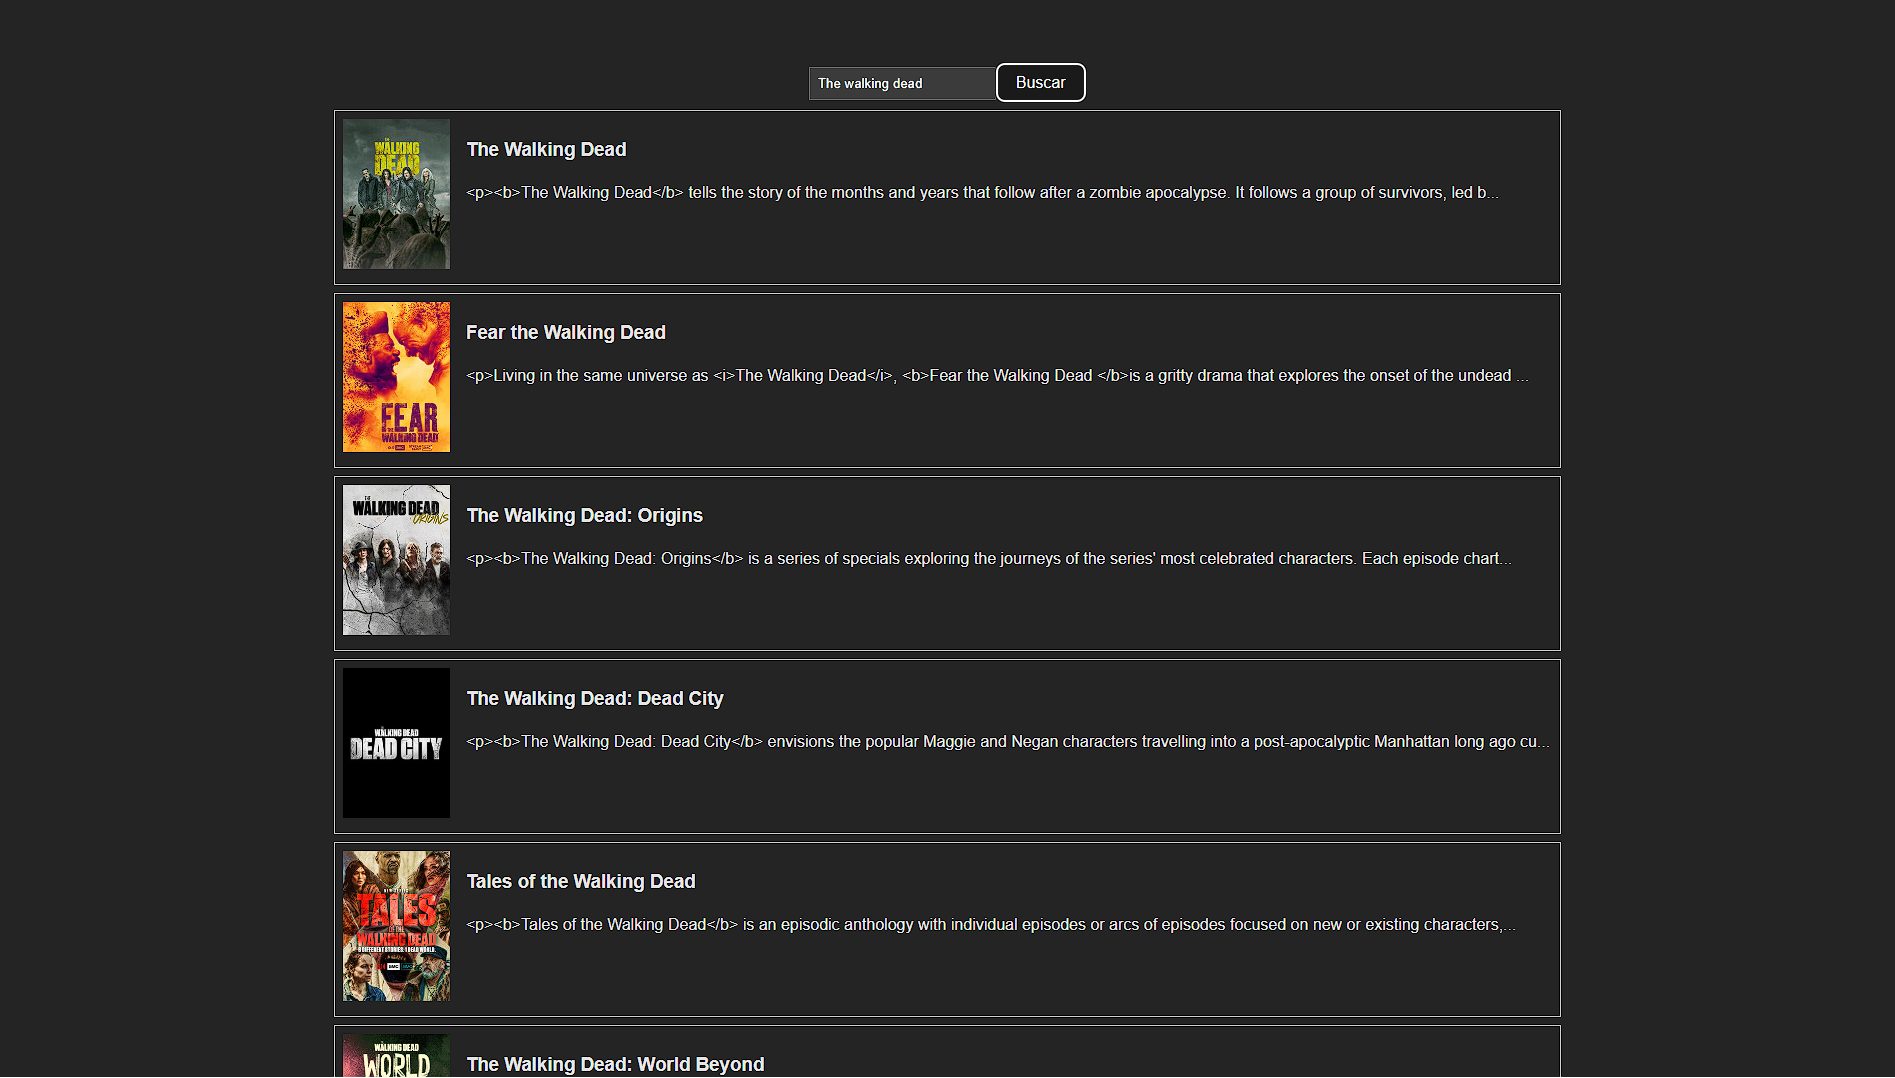 The walking dead
Buscar
THE
WALKING
DEAD
The Walking Dead
<p><b>The Walking Dead</b> tells the story of the months and years that follow after a zombie apocalypse. It follows a group of survivors, led b...
FEAR
THE
WALKING DEAD
Fear the Walking Dead
<p>Living in the same universe as <i>The Walking Dead</i>, <b>Fear the Walking Dead </b>is a gritty drama that explores the onset of the undead ...
THE
WALKING DEAD
ORIGINS
The Walking Dead: Origins
<p><b>The Walking Dead: Origins</b> is a series of specials exploring the journeys of the series' most celebrated characters. Each episode chart...
WALKING DEAD
DEAD CITY
The Walking Dead: Dead City
<p><b>The Walking Dead: Dead City</b> envisions the popular Maggie and Negan characters travelling into a post-apocalyptic Manhattan long ago cu...
TALES
OF THE
WALKING DEAD
6 DIFFERENT STORIES. 1 DEAD WORLD.
AMC
Tales of the Walking Dead
<p><b>Tales of the Walking Dead</b> is an episodic anthology with individual episodes or arcs of episodes focused on new or existing characters,...
WALKING DEAD
WORLD
The Walking Dead: World Beyond